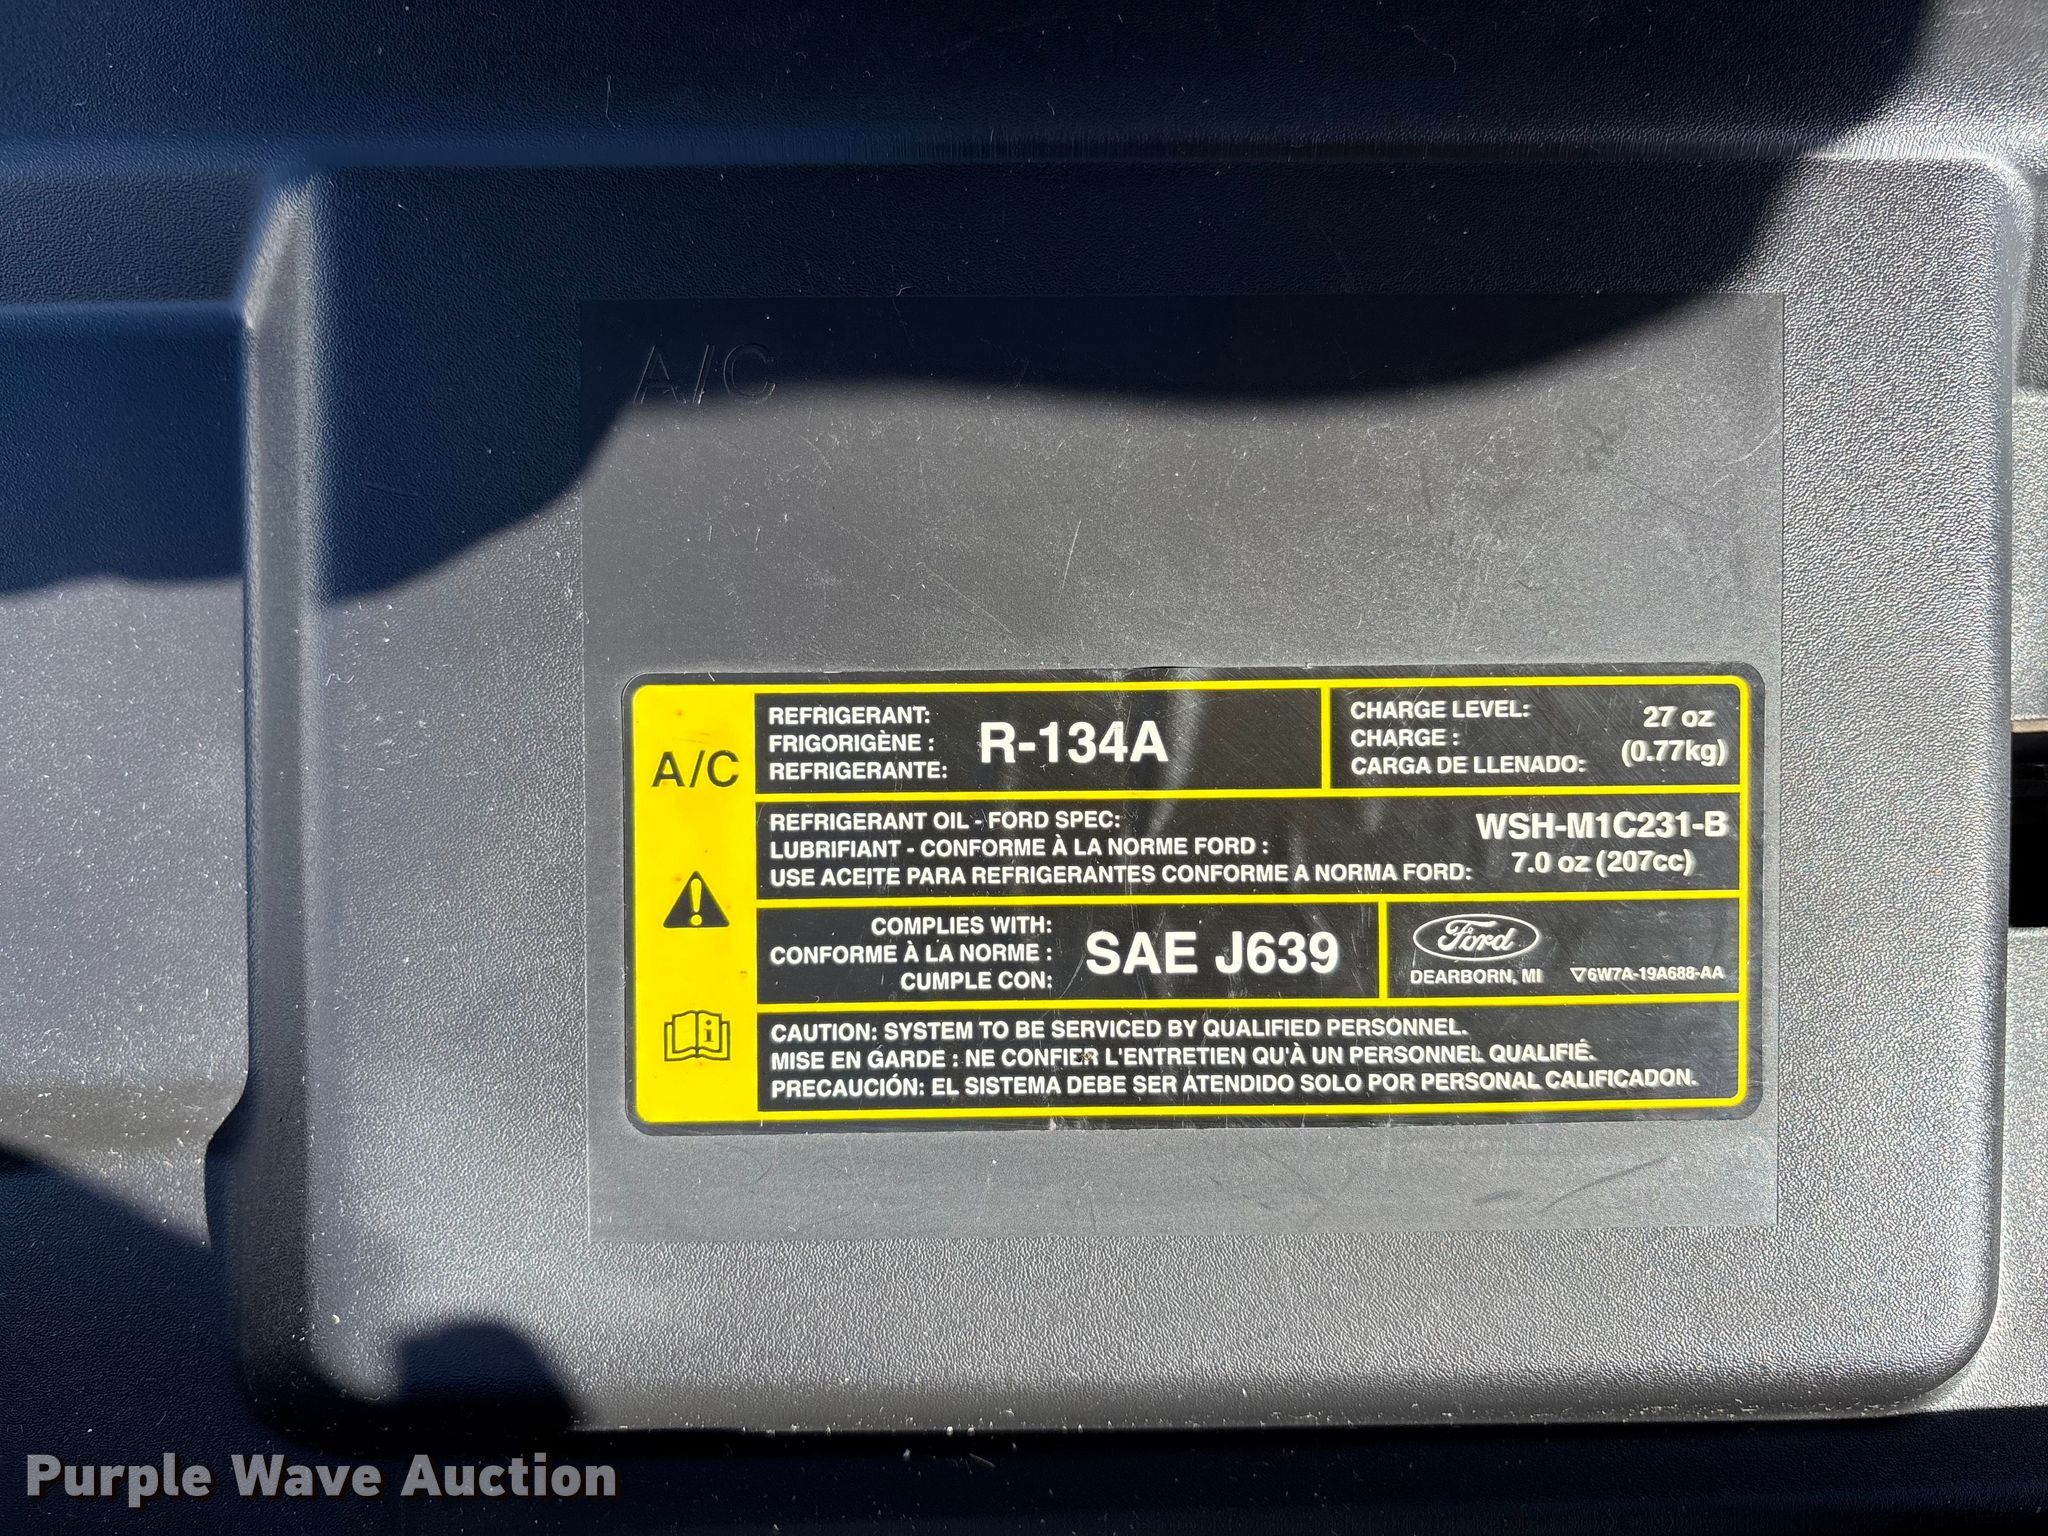 A/C
A/C
REFRIGERANT:
FRIGORIGÈNE :
REFRIGERANTE:
R-134A
CHARGE LEVEL:
CHARGE :
CARGA DE LLENADO:
27 oz
(0.77kg)
REFRIGERANT OIL - FORD SPEC:
LUBRIFIANT - CONFORME À LA NORME FORD :
USE ACEITE PARA REFRIGERANTES CONFORME A NORMA FORD:
WSH-M1C231-B
7.0 oz (207cc)
COMPLIES WITH:
CONFORME À LA NORME :
CUMPLE CON:
SAE J639
Ford
DEARBORN, MI
6W7A-19A688-AA
CAUTION: SYSTEM TO BE SERVICED BY QUALIFIED PERSONNEL.
MISE EN GARDE : NE CONFIER L'ENTRETIEN QU'À UN PERSONNEL QUALIFIÉ.
PRECAUCIÓN: EL SISTEMA DEBE SER ATENDIDO SOLO POR PERSONAL CALIFICADON.
Purple Wave Auction